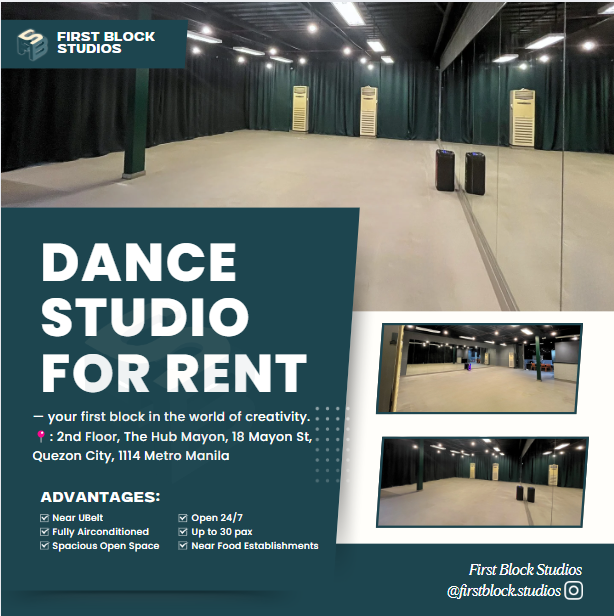 FIRST BLOCK
STUDIOS
DANCE
STUDIO
FOR RENT
— your first block in the world of creativity.
📍 : 2nd Floor, The Hub Mayon, 18 Mayon St,
Quezon City, 1114 Metro Manila
ADVANTAGES:
☑ Near UBelt
☑ Fully Airconditioned
☑ Spacious Open Space
☑ Open 24/7
☑ Up to 30 pax
☑ Near Food Establishments
First Block Studios
@firstblock.studios